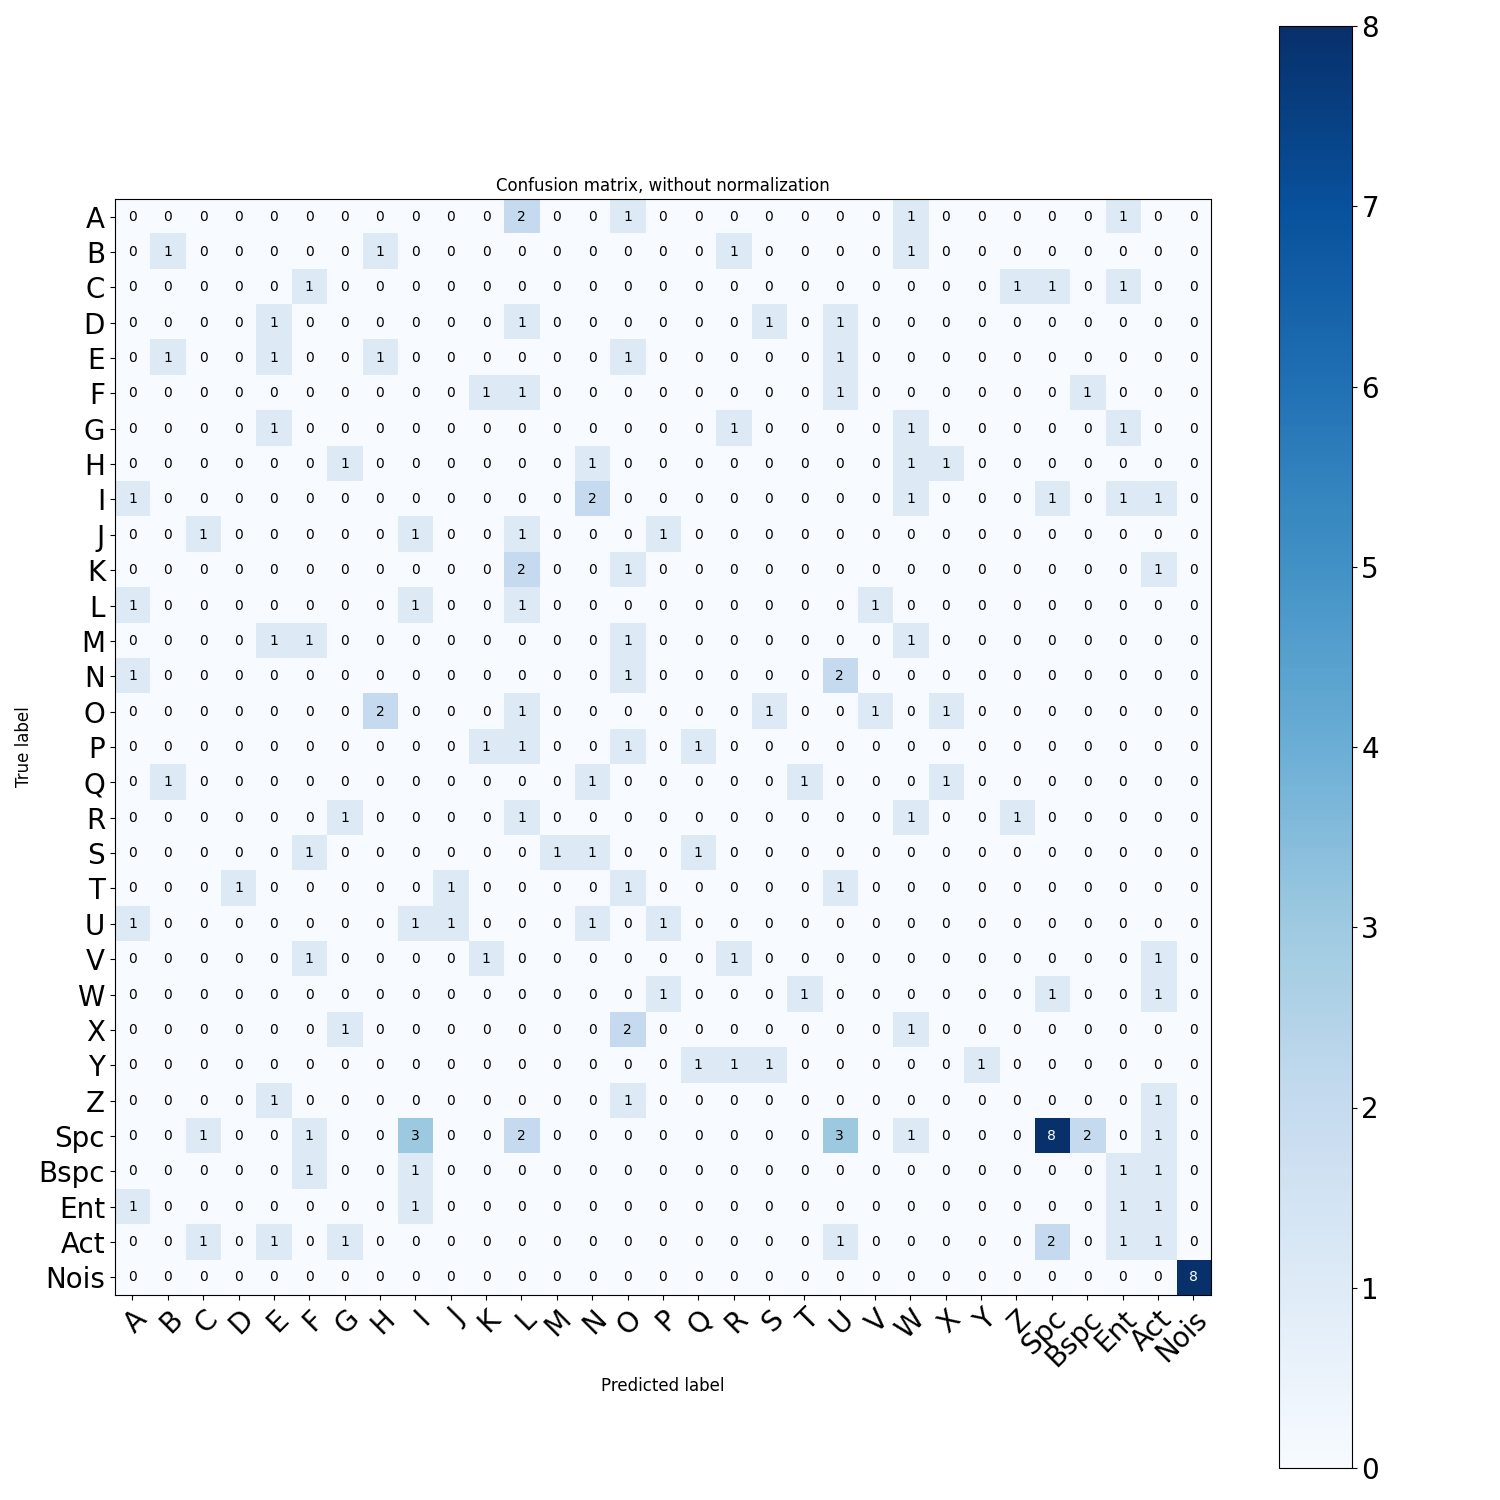 Confusion matrix, without normalization
A 0 0 0 0 0 0 0 0 0 0 0 2 0 0 1 0 0 0 0 0 0 0 1 0 0 0 0 0 1 0 0
B 0 1 0 0 0 0 0 1 0 0 0 0 0 0 0 0 0 1 0 0 0 0 1 0 0 0 0 0 0 0 0
C 0 0 0 0 0 1 0 0 0 0 0 0 0 0 0 0 0 0 0 0 0 0 0 0 0 1 1 0 1 0 0
D 0 0 0 0 1 0 0 0 0 0 0 1 0 0 0 0 0 0 1 0 1 0 0 0 0 0 0 0 0 0 0
E 0 1 0 0 1 0 0 1 0 0 0 0 0 0 1 0 0 0 0 0 1 0 0 0 0 0 0 0 0 0 0
F 0 0 0 0 0 0 0 0 0 0 1 1 0 0 0 0 0 0 0 0 1 0 0 0 0 0 0 1 0 0 0
G 0 0 0 0 1 0 0 0 0 0 0 0 0 0 0 0 0 1 0 0 0 0 1 0 0 0 0 0 1 0 0
H 0 0 0 0 0 0 1 0 0 0 0 0 0 1 0 0 0 0 0 0 0 0 1 1 0 0 0 0 0 0 0
I 1 0 0 0 0 0 0 0 0 0 0 0 0 2 0 0 0 0 0 0 0 0 1 0 0 0 1 0 1 1 0
J 0 0 1 0 0 0 0 0 1 0 0 1 0 0 0 1 0 0 0 0 0 0 0 0 0 0 0 0 0 0 0
K 0 0 0 0 0 0 0 0 0 0 0 2 0 0 1 0 0 0 0 0 0 0 0 0 0 0 0 0 0 1 0
L 1 0 0 0 0 0 0 0 1 0 0 1 0 0 0 0 0 0 0 0 0 1 0 0 0 0 0 0 0 0 0
M 0 0 0 0 1 1 0 0 0 0 0 0 0 0 1 0 0 0 0 0 0 0 1 0 0 0 0 0 0 0 0
N 1 0 0 0 0 0 0 0 0 0 0 0 0 0 1 0 0 0 0 0 2 0 0 0 0 0 0 0 0 0 0
O 0 0 0 0 0 0 0 2 0 0 0 1 0 0 0 0 0 0 1 0 0 1 0 1 0 0 0 0 0 0 0
P 0 0 0 0 0 0 0 0 0 0 1 1 0 0 1 0 1 0 0 0 0 0 0 0 0 0 0 0 0 0 0
Q 0 1 0 0 0 0 0 0 0 0 0 0 0 1 0 0 0 0 0 1 0 0 0 1 0 0 0 0 0 0 0
R 0 0 0 0 0 0 1 0 0 0 0 1 0 0 0 0 0 0 0 0 0 0 1 0 0 1 0 0 0 0 0
S 0 0 0 0 0 1 0 0 0 0 0 0 1 1 0 0 1 0 0 0 0 0 0 0 0 0 0 0 0 0 0
T 0 0 0 1 0 0 0 0 0 1 0 0 0 0 1 0 0 0 0 0 1 0 0 0 0 0 0 0 0 0 0
U 1 0 0 0 0 0 0 0 1 1 0 0 0 1 0 1 0 0 0 0 0 0 0 0 0 0 0 0 0 0 0
V 0 0 0 0 0 1 0 0 0 0 1 0 0 0 0 0 0 1 0 0 0 0 0 0 0 0 0 0 0 1 0
W 0 0 0 0 0 0 0 0 0 0 0 0 0 0 0 1 0 0 0 1 0 0 0 0 0 0 1 0 0 1 0
X 0 0 0 0 0 0 1 0 0 0 0 0 0 0 2 0 0 0 0 0 0 0 1 0 0 0 0 0 0 0 0
Y 0 0 0 0 0 0 0 0 0 0 0 0 0 0 0 0 1 1 1 0 0 0 0 0 1 0 0 0 0 0 0
Z 0 0 0 0 1 0 0 0 0 0 0 0 0 0 1 0 0 0 0 0 0 0 0 0 0 0 0 0 0 1 0
Spc 0 0 1 0 0 1 0 0 3 0 0 2 0 0 0 0 0 0 0 0 3 0 1 0 0 0 8 2 0 1 0
Bspc 0 0 0 0 0 1 0 0 1 0 0 0 0 0 0 0 0 0 0 0 0 0 0 0 0 0 0 0 1 1 0
Ent 1 0 0 0 0 0 0 0 1 0 0 0 0 0 0 0 0 0 0 0 0 0 0 0 0 0 0 0 1 1 0
Act 0 0 1 0 1 0 1 0 0 0 0 0 0 0 0 0 0 0 0 0 1 0 0 0 0 0 2 0 1 1 0
Nois 0 0 0 0 0 0 0 0 0 0 0 0 0 0 0 0 0 0 0 0 0 0 0 0 0 0 0 0 0 0 8
A B C D E F G H I J K L M N O P Q R S T U V W X Y Z Spc Bspc Ent Act Nois
Predicted label
True label
8
7
6
5
4
3
2
1
0